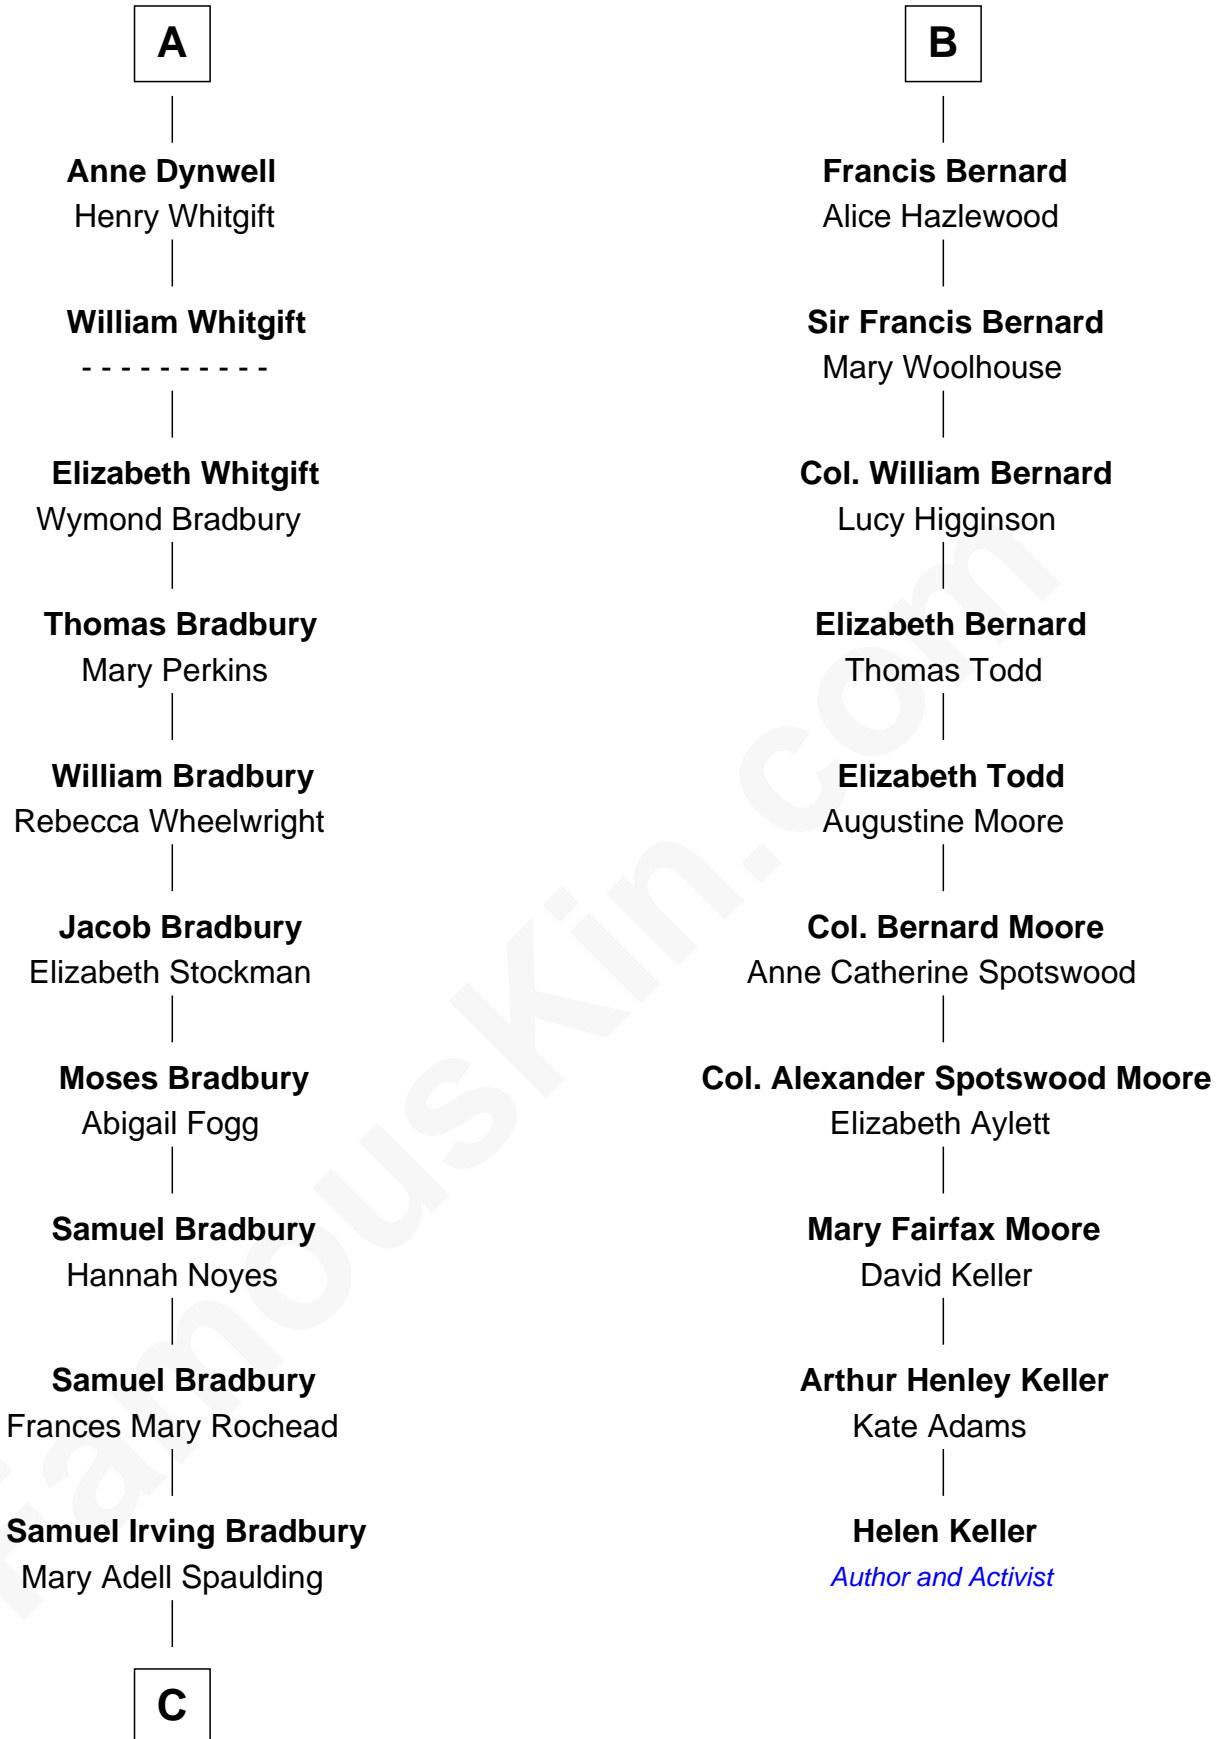 A
Anne Dynwell
Henry Whitgift
William Whitgift
- - - - - - - - - -
Elizabeth Whitgift
Wymond Bradbury
Thomas Bradbury
Mary Perkins
William Bradbury
Rebecca Wheelwright
Jacob Bradbury
Elizabeth Stockman
Moses Bradbury
Abigail Fogg
Samuel Bradbury
Hannah Noyes
Samuel Bradbury
Frances Mary Rochead
Samuel Irving Bradbury
Mary Adell Spaulding
C
B
Francis Bernard
Alice Hazlewood
Sir Francis Bernard
Mary Woolhouse
Col. William Bernard
Lucy Higginson
Elizabeth Bernard
Thomas Todd
Elizabeth Todd
Augustine Moore
Col. Bernard Moore
Anne Catherine Spotswood
Col. Alexander Spotswood Moore
Elizabeth Aylett
Mary Fairfax Moore
David Keller
Arthur Henley Keller
Kate Adams
Helen Keller
Author and Activist
FamousKin.com